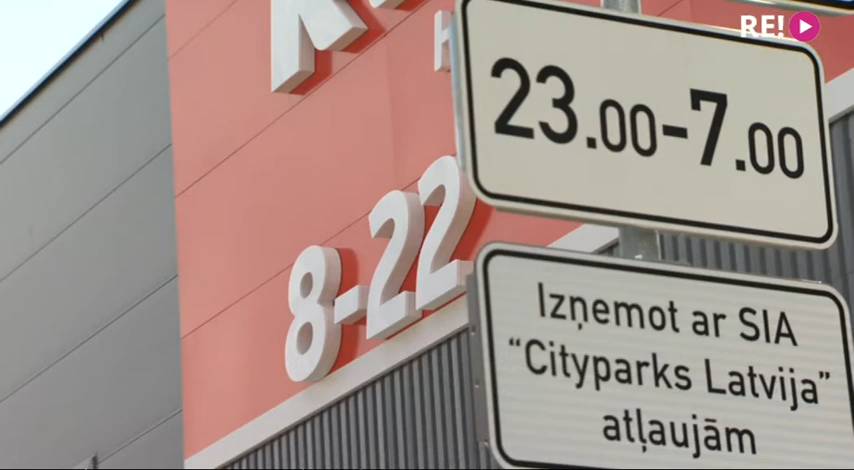 RE!
23.00-7.00
8-22
Izņemot ar SIA
“Cityparks Latvija”
atļaujām